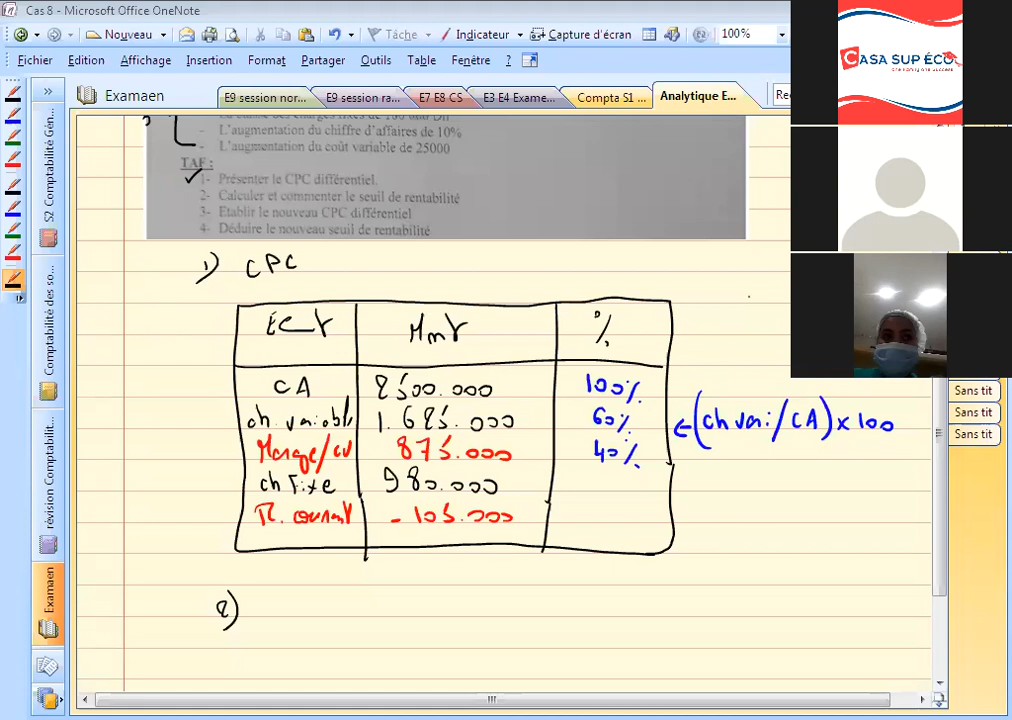 Cas 8 - Microsoft OneNote
Nouveau Tâche Indicateur Capture d'écran 100%
Fichier Edition Affichage Insertion Format Partager Outils Table Fenêtre ?
Examaen
E9 session nor... E9 session ra... E7 E8 CS E3 E4 Exame... Compta S1 ... Analytique E... Re
CASA SUP ÉCO
S2 Comptabilité Gén...
Comptabilité des so...
révision Comptabilit...
Examaen
- L'augmentation du chiffre d'affaires de 10%
- L'augmentation du coût variable de 25000
TAF :
1- Présenter le CPC différentiel.
2- Calculer et commenter le seuil de rentabilité
3- Etablir le nouveau CPC différentiel
4- Déduire le nouveau seuil de rentabilité
1) CPC
Mnt %
CA 2500.000 100%
ch. variable 1.625.000 60% ← (ch vari/CA) x 100
Marge/cv 875.000 40%
ch Fixe 980.000
R. courant - 105.000
2)
Sans tit
Sans tit
Sans tit